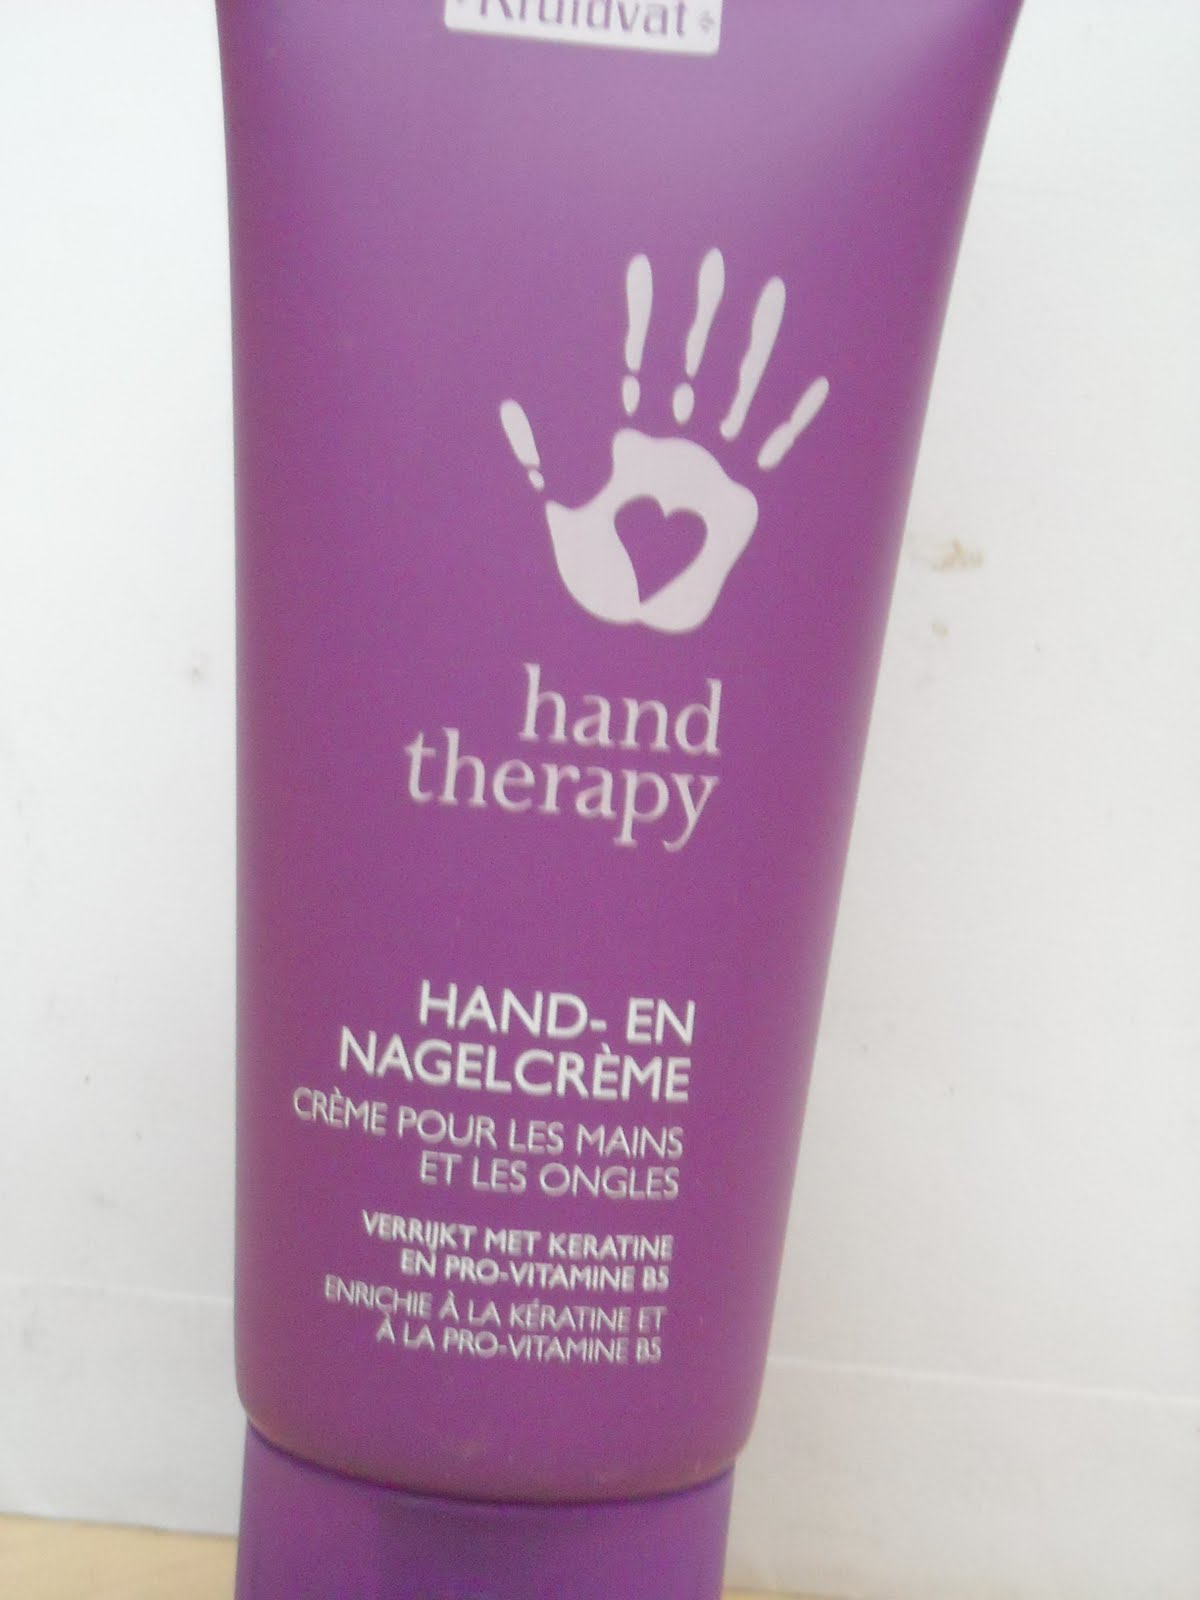 Kruidvat
hand
therapy
HAND- EN
NAGELCRÈME
CRÈME POUR LES MAINS
ET LES ONGLES
VERRIJKT MET KERATINE
EN PRO-VITAMINE B5
ENRICHIE À LA KÉRATINE ET
À LA PRO-VITAMINE B5